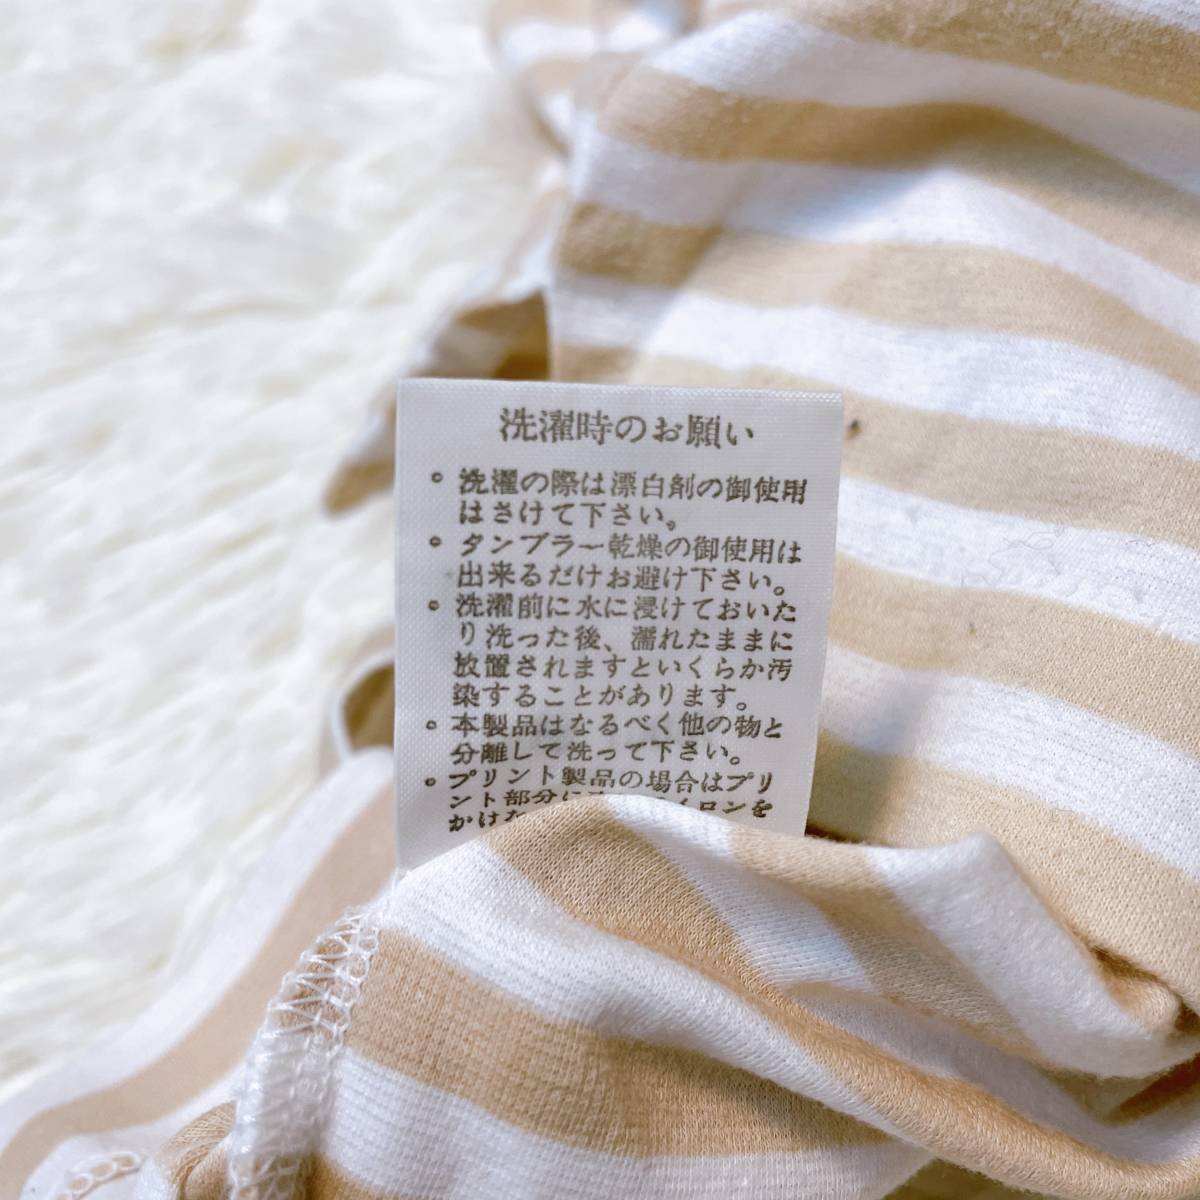 洗濯時のお願い
• 洗濯の際は漂白剤の御使用
はさけて下さい。
• タンブラー乾燥の御使用は
出来るだけお避け下さい。
• 洗濯前に水に浸けておいた
り洗った後、濡れたままに
放置されますといくらか汚
染することがあります。
• 本製品はなるべく他の物と
分離して洗って下さい。
• プリント製品の場合はプリ
ント部分に イロンを
かけな